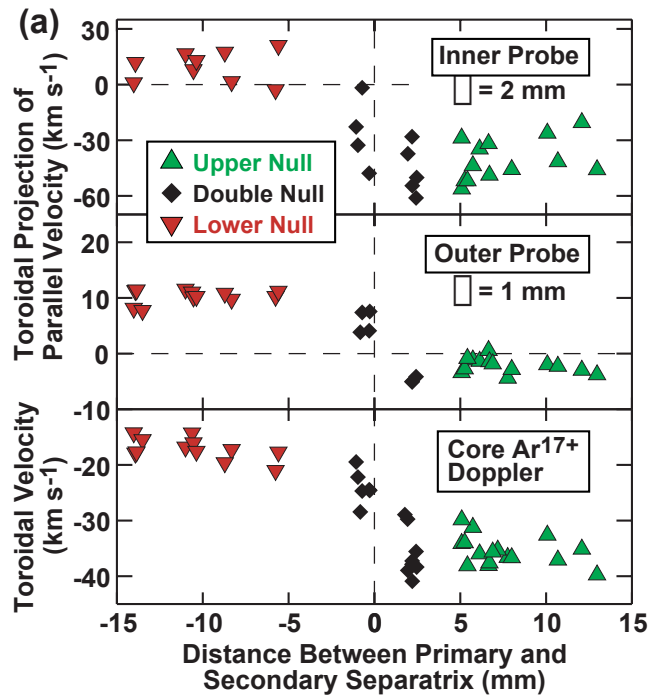 (a)
Toroidal Projection of
Parallel Velocity (km s⁻¹)
30
0
-30
-60
Inner Probe
= 2 mm
Upper Null
Double Null
Lower Null
20
10
0
-10
Outer Probe
= 1 mm
Toroidal Velocity
(km s⁻¹)
-20
-30
-40
Core Ar¹⁷⁺
Doppler
-15 -10 -5 0 5 10 15
Distance Between Primary and
Secondary Separatrix (mm)